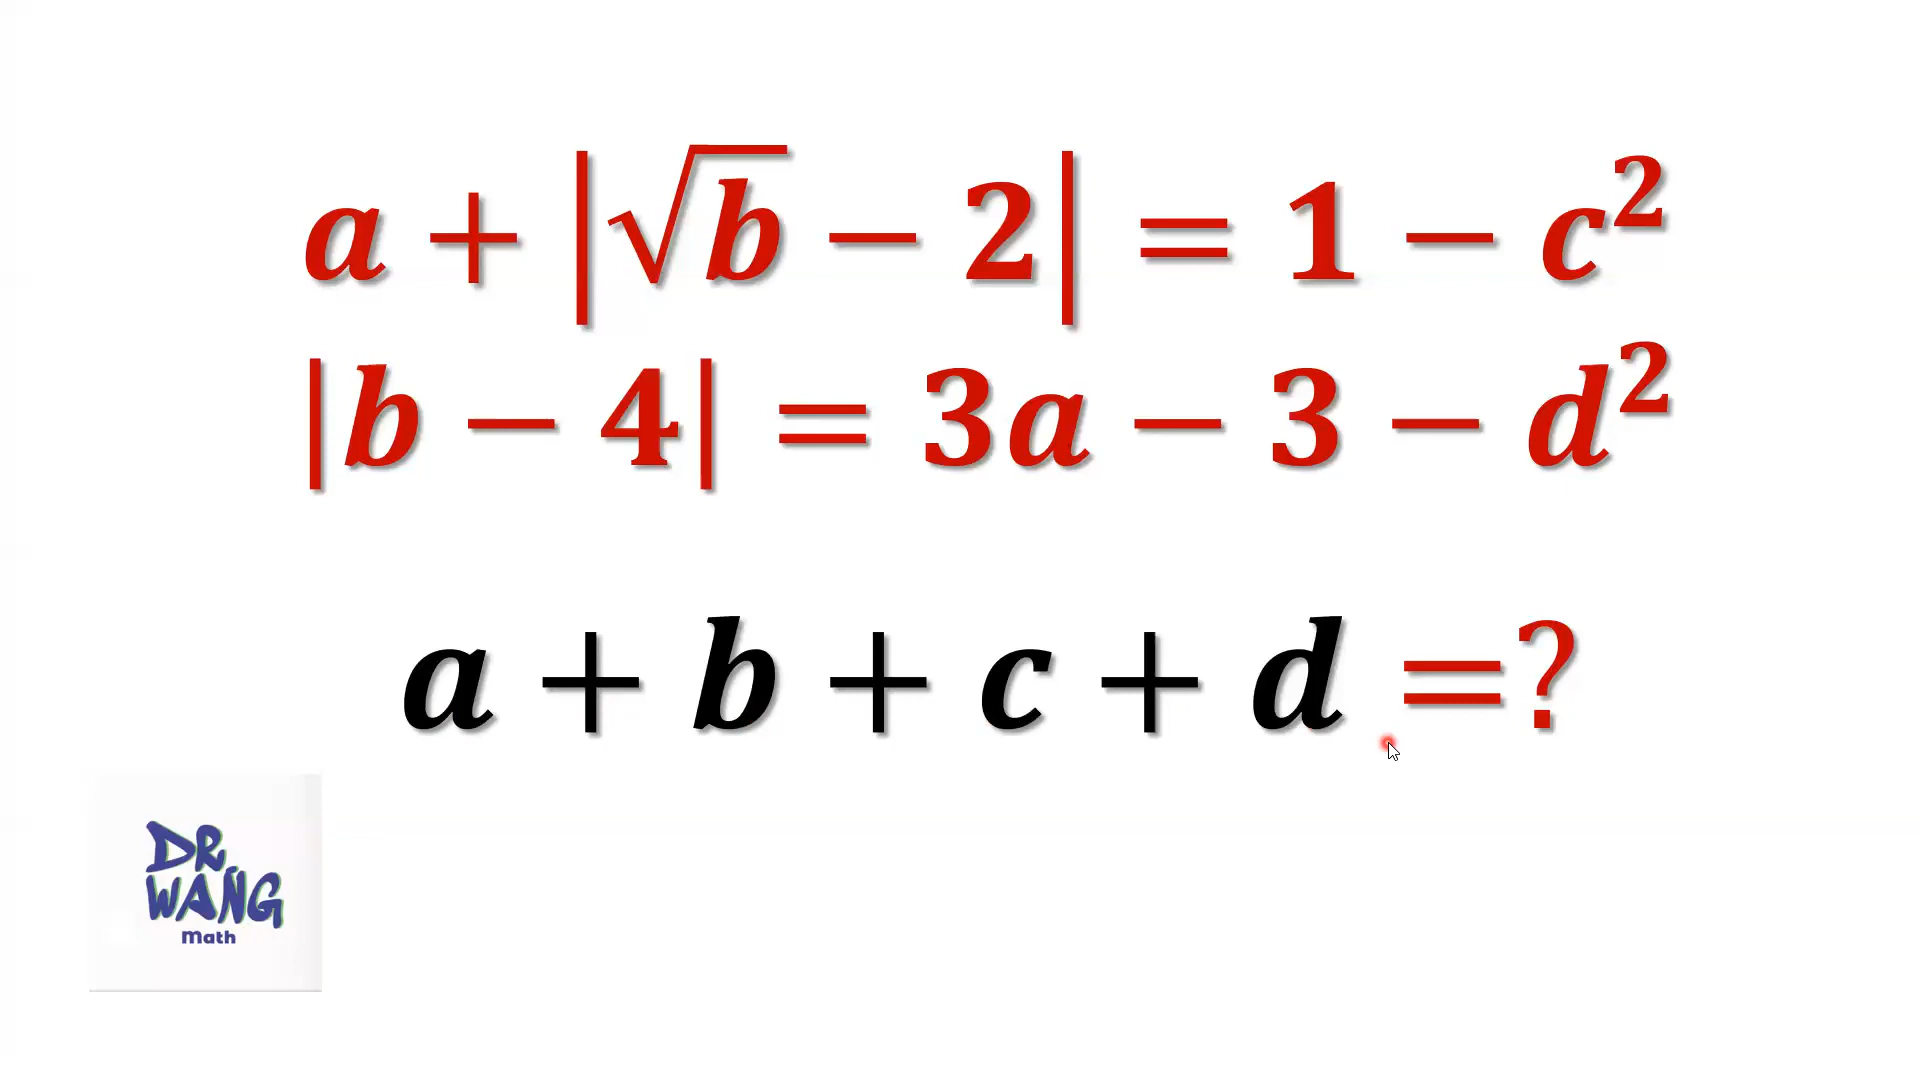 a + |√b − 2| = 1 − c²
|b − 4| = 3a − 3 − d²
a + b + c + d =?
DR
WANG
Math